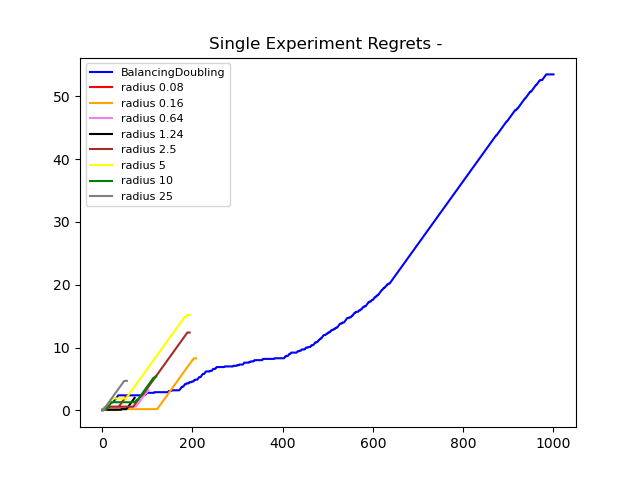 Single Experiment Regrets -
BalancingDoubling
radius 0.08
radius 0.16
radius 0.64
radius 1.24
radius 2.5
radius 5
radius 10
radius 25
50
40
30
20
10
0
0 200 400 600 800 1000